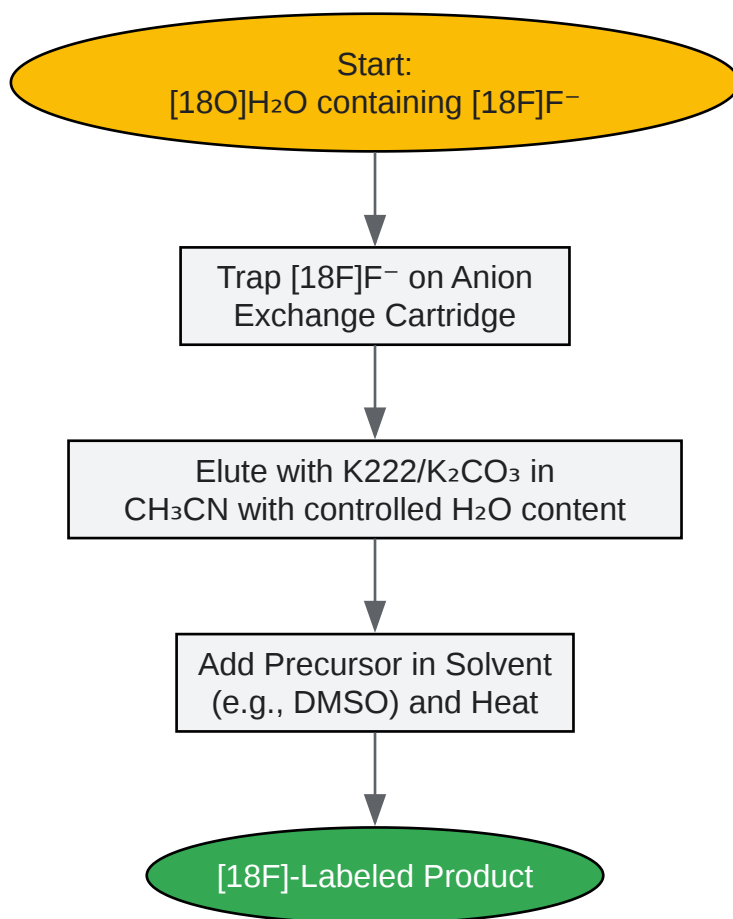 Start:
[18O]H₂O containing [18F]F⁻
Trap [18F]F⁻ on Anion
Exchange Cartridge
Elute with K222/K₂CO₃ in
CH₃CN with controlled H₂O content
Add Precursor in Solvent
(e.g., DMSO) and Heat
[18F]-Labeled Product